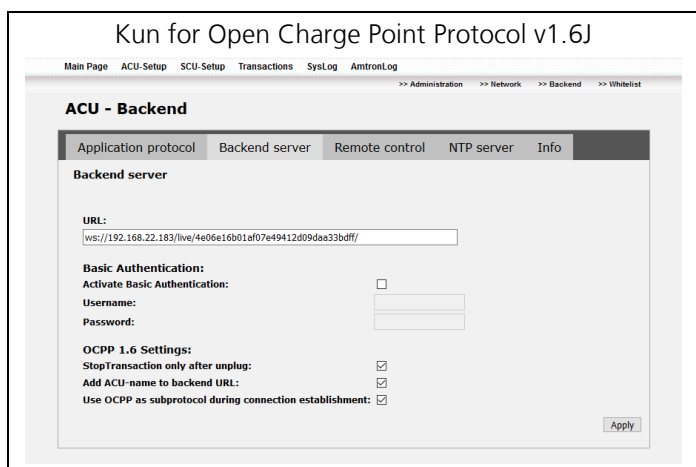 Kun for Open Charge Point Protocol v1.6J
Main Page ACU-Setup SCU-Setup Transactions SysLog AmtronLog
>> Administration >> Network >> Backend >> Whitelist
ACU - Backend
Application protocol Backend server Remote control NTP server Info
Backend server
URL:
ws://192.168.22.183/live/4e06e16b01af07e49412d09daa33bdff/
Basic Authentication:
Activate Basic Authentication:
Username:
Password:
OCPP 1.6 Settings:
StopTransaction only after unplug:
Add ACU-name to backend URL:
Use OCPP as subprotocol during connection establishment:
Apply